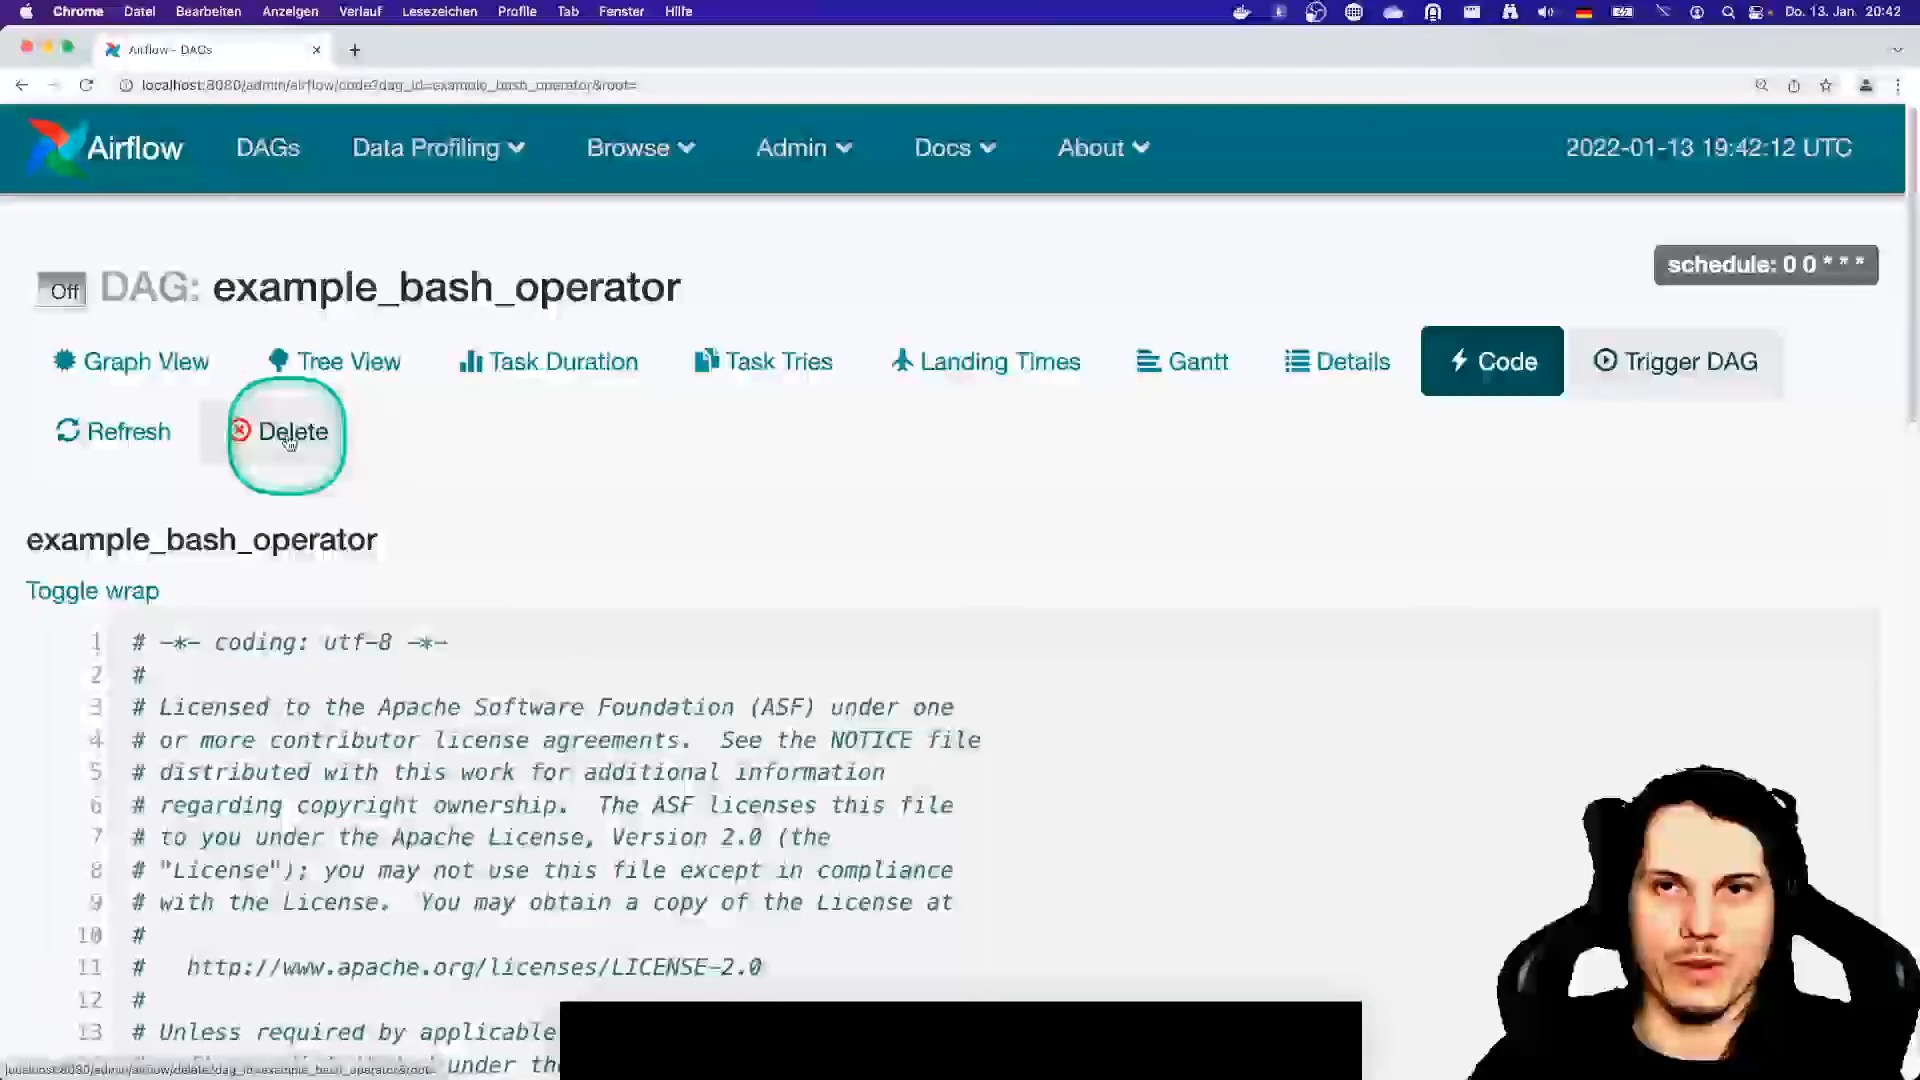 Chrome Datei Bearbeiten Anzeigen Verlauf Lesezeichen Profile Tab Fenster Hilfe Do. 13. Jan. 20:42
Airflow - DAGs
localhost:8080/admin/airflow/code?dag_id=example_bash_operator&root=
Airflow DAGs Data Profiling Browse Admin Docs About 2022-01-13 19:42:12 UTC
Off DAG: example_bash_operator schedule: 0 0 * * *
Graph View Tree View Task Duration Task Tries Landing Times Gantt Details Code Trigger DAG
Refresh Delete
example_bash_operator
Toggle wrap
1 # -*- coding: utf-8 -*-
2 #
3 # Licensed to the Apache Software Foundation (ASF) under one
4 # or more contributor license agreements.  See the NOTICE file
5 # distributed with this work for additional information
6 # regarding copyright ownership.  The ASF licenses this file
7 # to you under the Apache License, Version 2.0 (the
8 # "License"); you may not use this file except in compliance
9 # with the License.  You may obtain a copy of the License at
10 #
11 #   http://www.apache.org/licenses/LICENSE-2.0
12 #
13 # Unless required by applicable
under the
localhost:8080/admin/airflow/delete?dag_id=example_bash_operator&root=